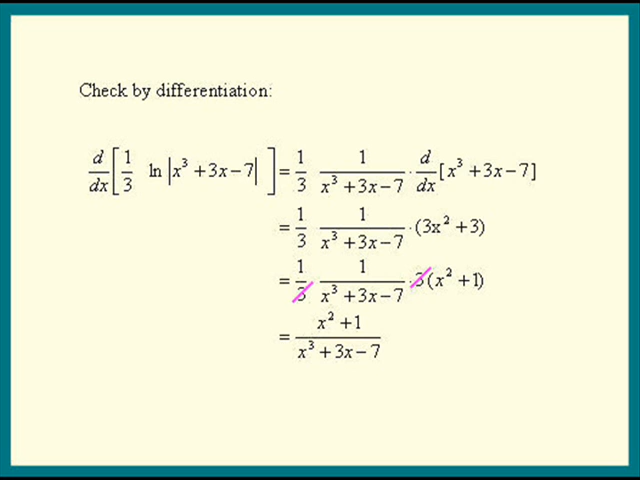 Check by differentiation:
d/dx [ 1/3 ln |x³ + 3x − 7| ] = 1/3 1/(x³ + 3x − 7) · d/dx [x³ + 3x − 7]
= 1/3 1/(x³ + 3x − 7) · (3x² + 3)
= 1/3 1/(x³ + 3x − 7) · 3(x² + 1)
= (x² + 1)/(x³ + 3x − 7)